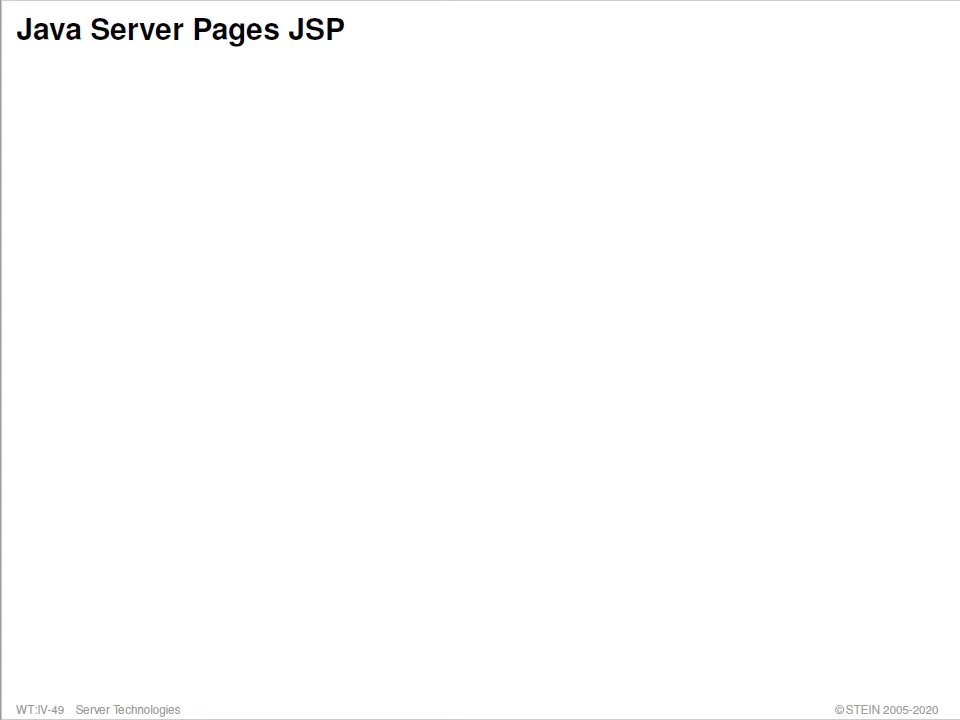 Java Server Pages JSP
WT:IV-49 Server Technologies
©STEIN 2005-2020